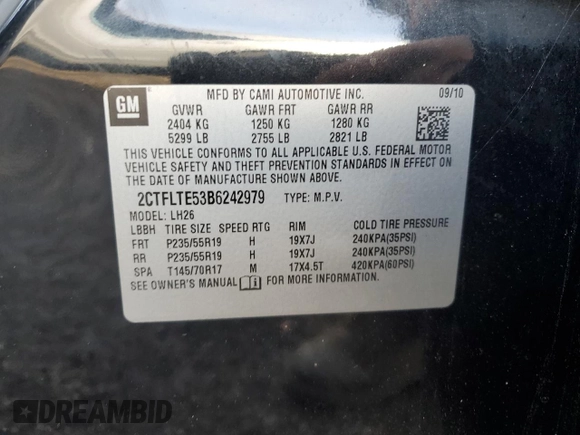 GM
MFD BY CAMI AUTOMOTIVE INC. 09/10
GVWR GAWR FRT GAWR RR
2404 KG 1250 KG 1280 KG
5299 LB 2755 LB 2821 LB
THIS VEHICLE CONFORMS TO ALL APPLICABLE U.S. FEDERAL MOTOR
VEHICLE SAFETY AND THEFT PREVENTION STANDARDS IN EFFECT ON
THE DATE OF MANUFACTURE SHOWN ABOVE.
2CTFLTE53B6242979 TYPE: M.P.V.
MODEL: LH26
LBBH TIRE SIZE SPEED RTG RIM COLD TIRE PRESSURE
FRT P235/55R19 H 19X7J 240KPA(35PSI)
RR P235/55R19 H 19X7J 240KPA(35PSI)
SPA T145/70R17 M 17X4.5T 420KPA(60PSI)
SEE OWNER'S MANUAL FOR MORE INFORMATION.
DREAMBID